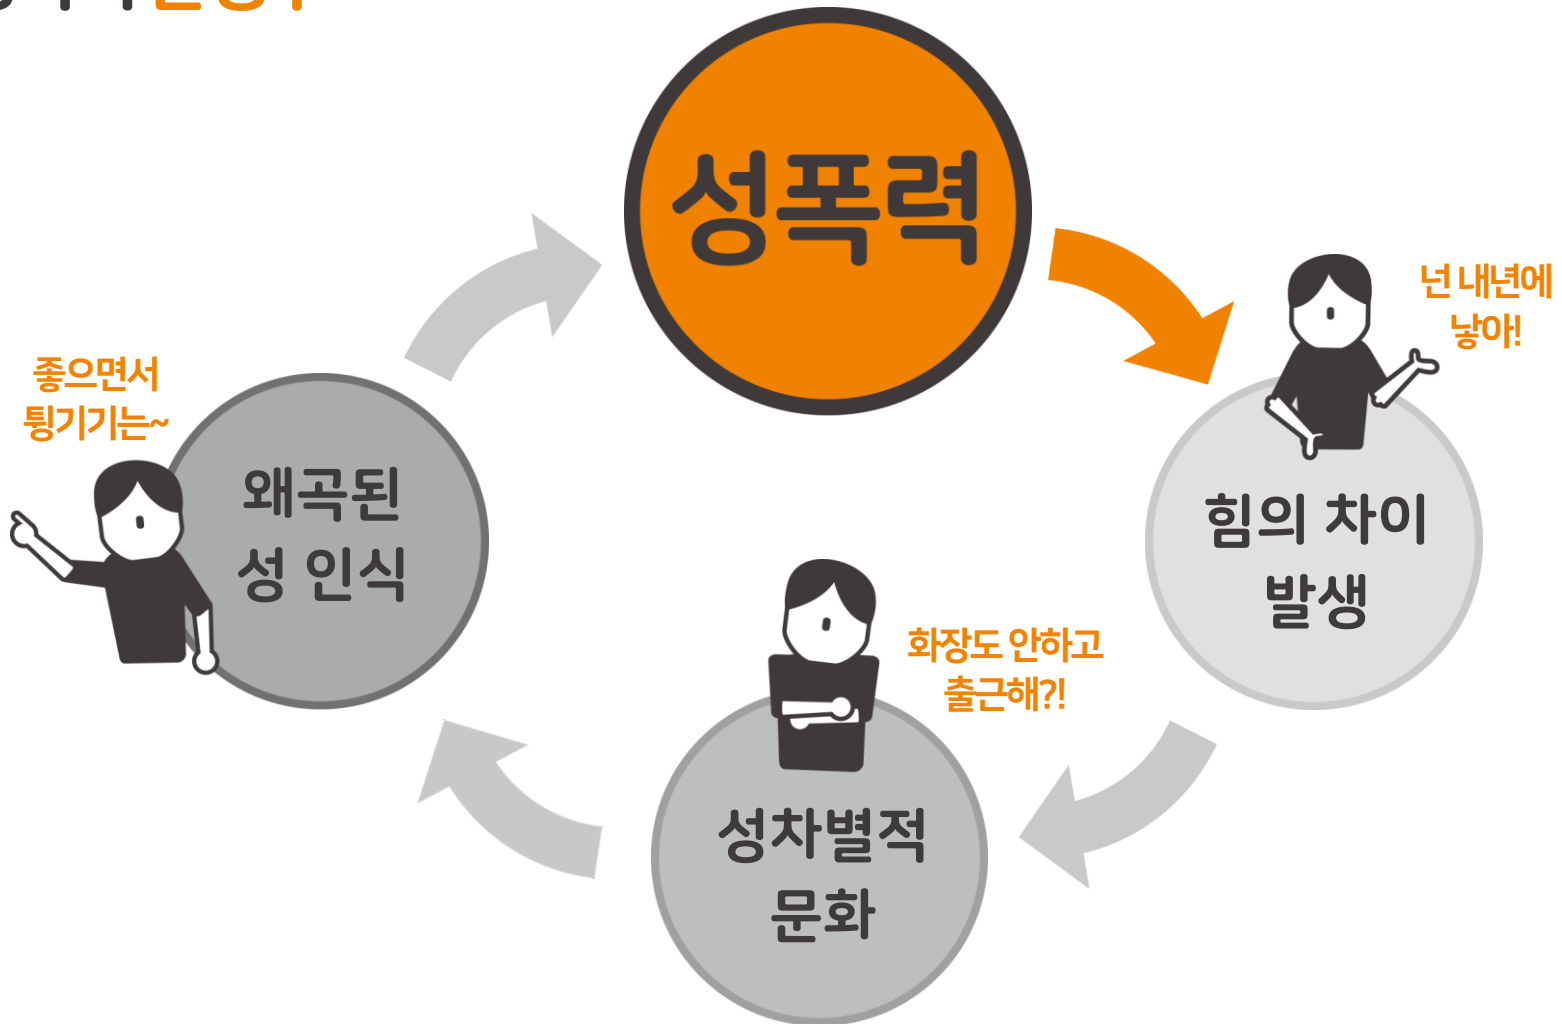 성폭력
넌 내년에
낳아!
힘의 차이
발생
화장도 안하고
출근해?!
성차별적
문화
좋으면서
튕기기는~
왜곡된
성 인식